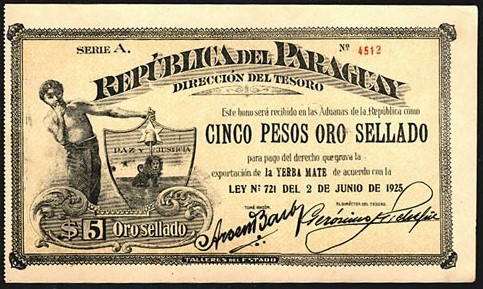 SERIE A.
Nº 4512
REPÚBLICA DEL PARAGUAY
DIRECCIÓN DEL TESORO
Este bono será recibido en las Aduanas de la República como
CINCO PESOS ORO SELLADO
para pago del derecho que grava la
exportación de la YERBA MATE de acuerdo con la
LEY Nº 721 DEL 2 DE JUNIO DE 1925
PAZ Y JUSTICIA
TOMÉ RAZÓN,
EL DIRECTOR DEL TESORO,
$ 5 Oro sellado
TALLERES DEL ESTADO